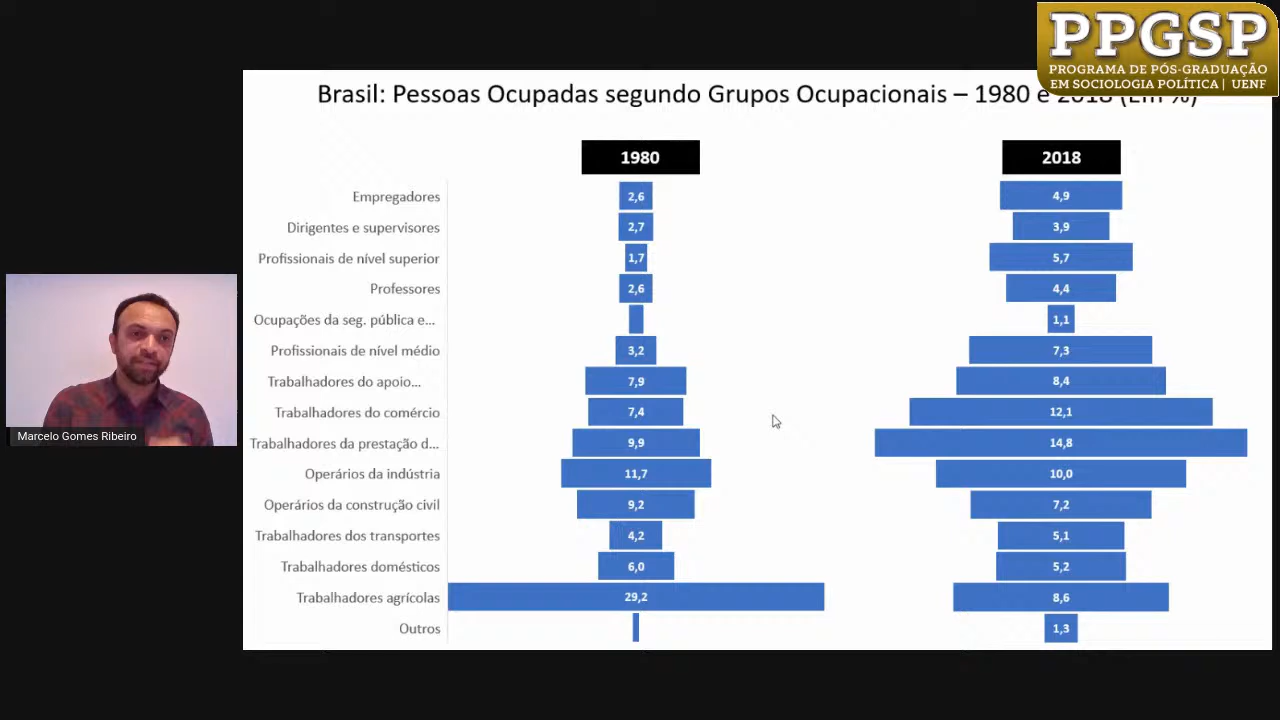 PPGSP
PROGRAMA DE PÓS-GRADUAÇÃO
EM SOCIOLOGIA POLÍTICA | UENF
Brasil: Pessoas Ocupadas segundo Grupos Ocupacionais – 1980 e 2018 (Em %)
1980 2018
Empregadores 2,6 4,9
Dirigentes e supervisores 2,7 3,9
Profissionais de nível superior 1,7 5,7
Professores 2,6 4,4
Ocupações da seg. pública e... 1,1
Profissionais de nível médio 3,2 7,3
Trabalhadores do apoio... 7,9 8,4
Trabalhadores do comércio 7,4 12,1
Trabalhadores da prestação d... 9,9 14,8
Operários da indústria 11,7 10,0
Operários da construção civil 9,2 7,2
Trabalhadores dos transportes 4,2 5,1
Trabalhadores domésticos 6,0 5,2
Trabalhadores agrícolas 29,2 8,6
Outros 1,3
Marcelo Gomes Ribeiro